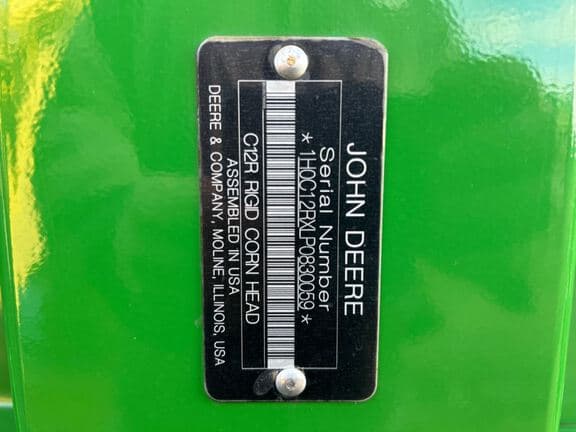 JOHN DEERE
Serial Number
*1H0C12RXLP0830059*
C12R RIGID CORN HEAD
ASSEMBLED IN USA
DEERE & COMPANY, MOLINE, ILLINOIS, USA